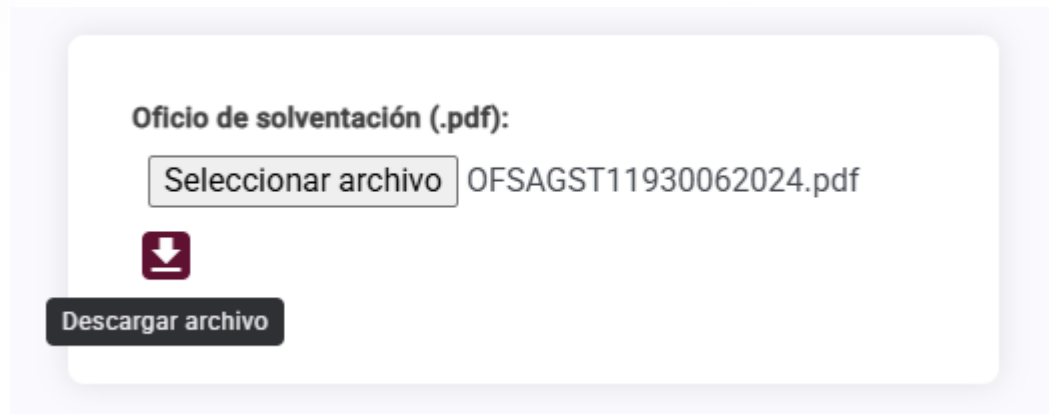 Oficio de solventación (.pdf):
Seleccionar archivo OFSAGST11930062024.pdf
Descargar archivo